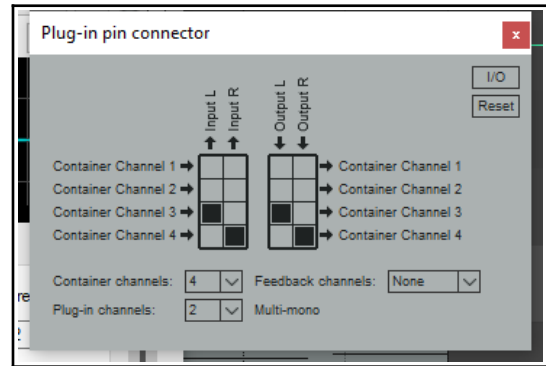 Plug-in pin connector
x
I/O
Reset
Input L
Input R
Output L
Output R
Container Channel 1
Container Channel 1
Container Channel 2
Container Channel 2
Container Channel 3
Container Channel 3
Container Channel 4
Container Channel 4
Container channels: 4 Feedback channels: None
re
Plug-in channels: 2 Multi-mono